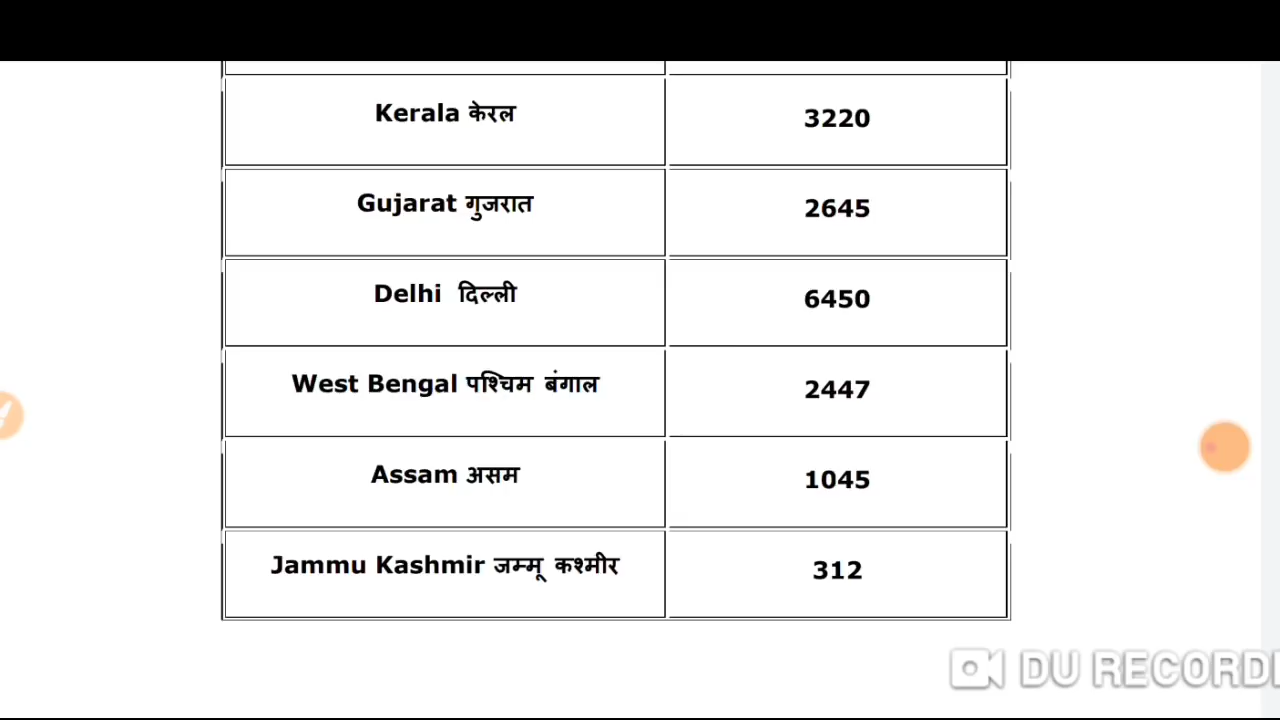 Kerala केरल 3220
Gujarat गुजरात 2645
Delhi दिल्ली 6450
West Bengal पश्चिम बंगाल 2447
Assam असम 1045
Jammu Kashmir जम्मू कश्मीर 312
DU RECORDE